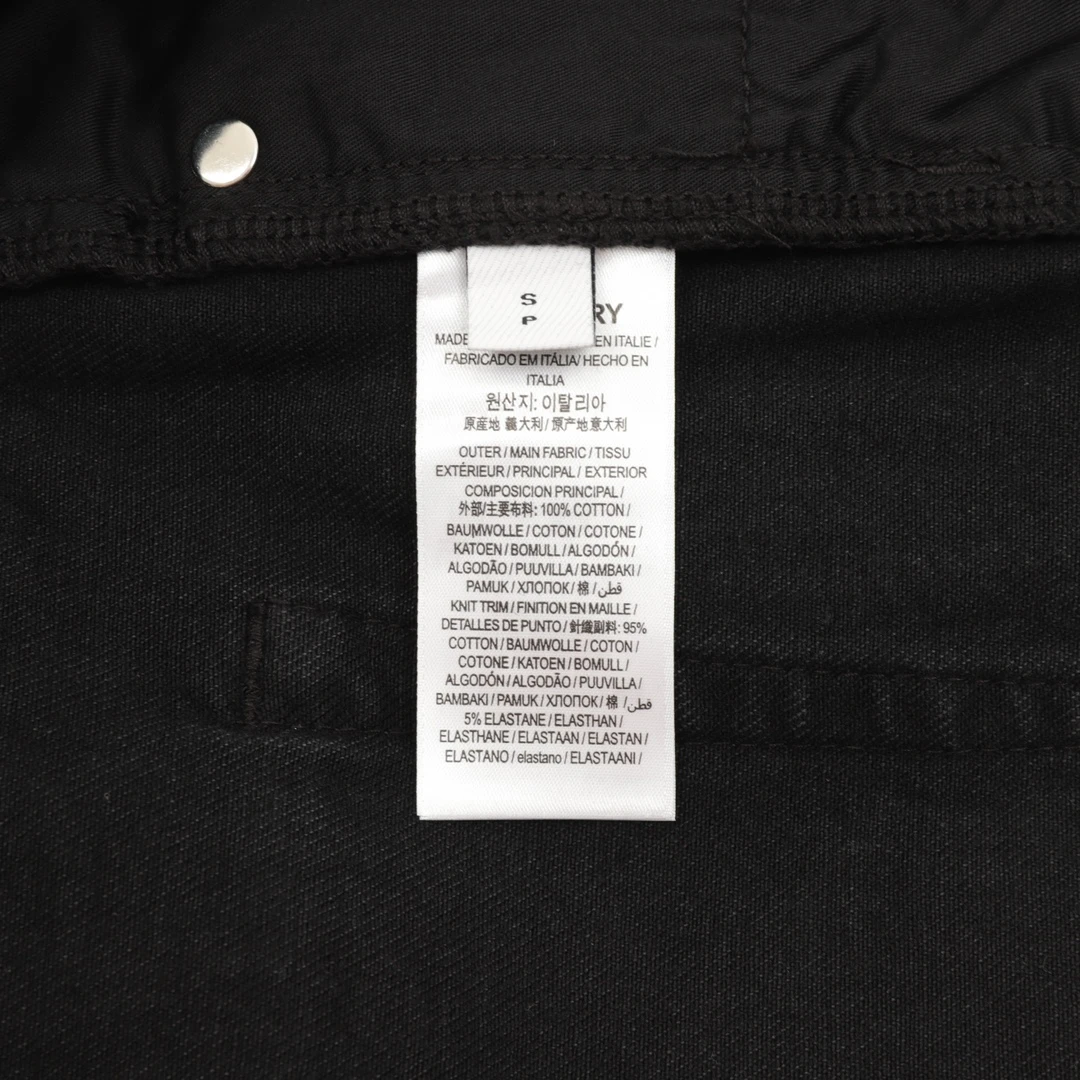 S
P
RY
MADE EN ITALIE /
FABRICADO EM ITÁLIA/ HECHO EN
ITALIA
원산지: 이탈리아
原産地 義大利 / 原产地意大利
OUTER / MAIN FABRIC / TISSU
EXTÉRIEUR / PRINCIPAL / EXTERIOR
COMPOSICION PRINCIPAL /
外部/主要布料: 100% COTTON /
BAUMWOLLE / COTON / COTONE /
KATOEN / BOMULL / ALGODÓN /
ALGODÃO / PUUVILLA / BAMBAKI /
PAMUK / ХЛОПОК / 棉 / قطن /
KNIT TRIM / FINITION EN MAILLE /
DETALLES DE PUNTO / 針織副料: 95%
COTTON / BAUMWOLLE / COTON /
COTONE / KATOEN / BOMULL /
ALGODÓN / ALGODÃO / PUUVILLA /
BAMBAKI / PAMUK / ХЛОПОК / 棉 / قطن /
5% ELASTANE / ELASTHAN /
ELASTHANE / ELASTAAN / ELASTAN /
ELASTANO / elastano / ELASTAANI /